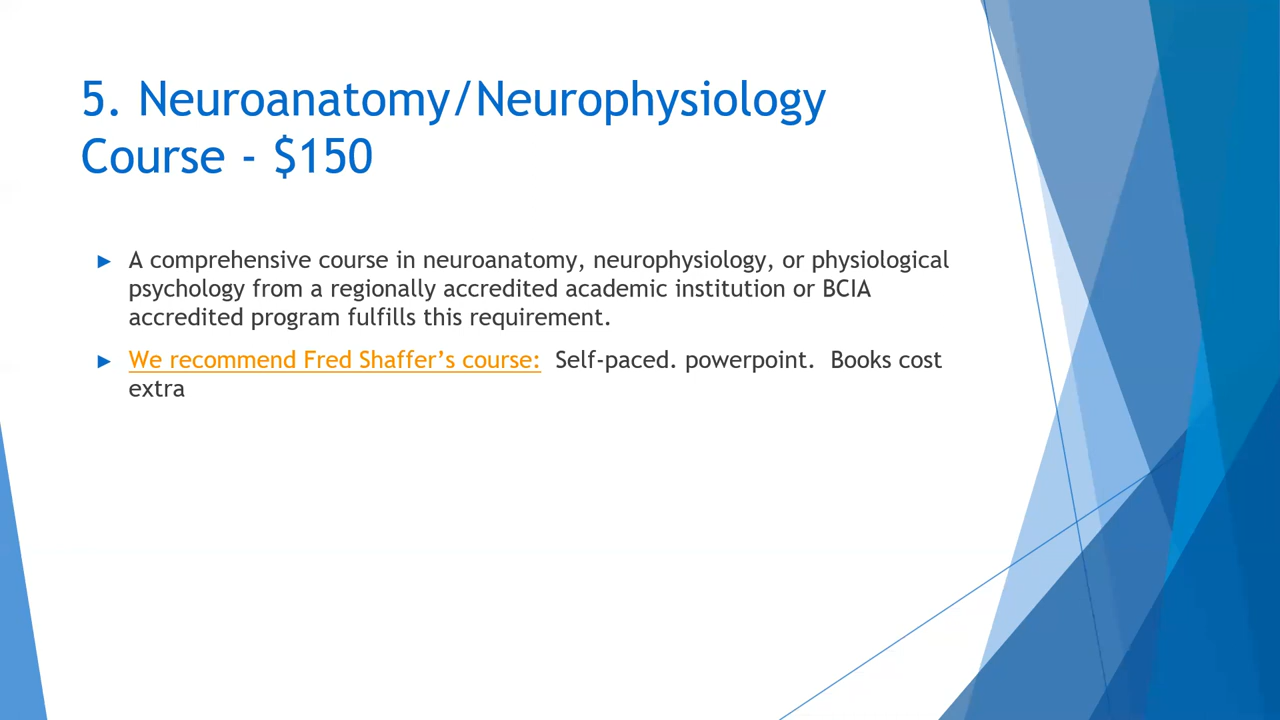 5. Neuroanatomy/Neurophysiology
Course - $150
A comprehensive course in neuroanatomy, neurophysiology, or physiological
psychology from a regionally accredited academic institution or BCIA
accredited program fulfills this requirement.
We recommend Fred Shaffer’s course: Self-paced. powerpoint. Books cost
extra